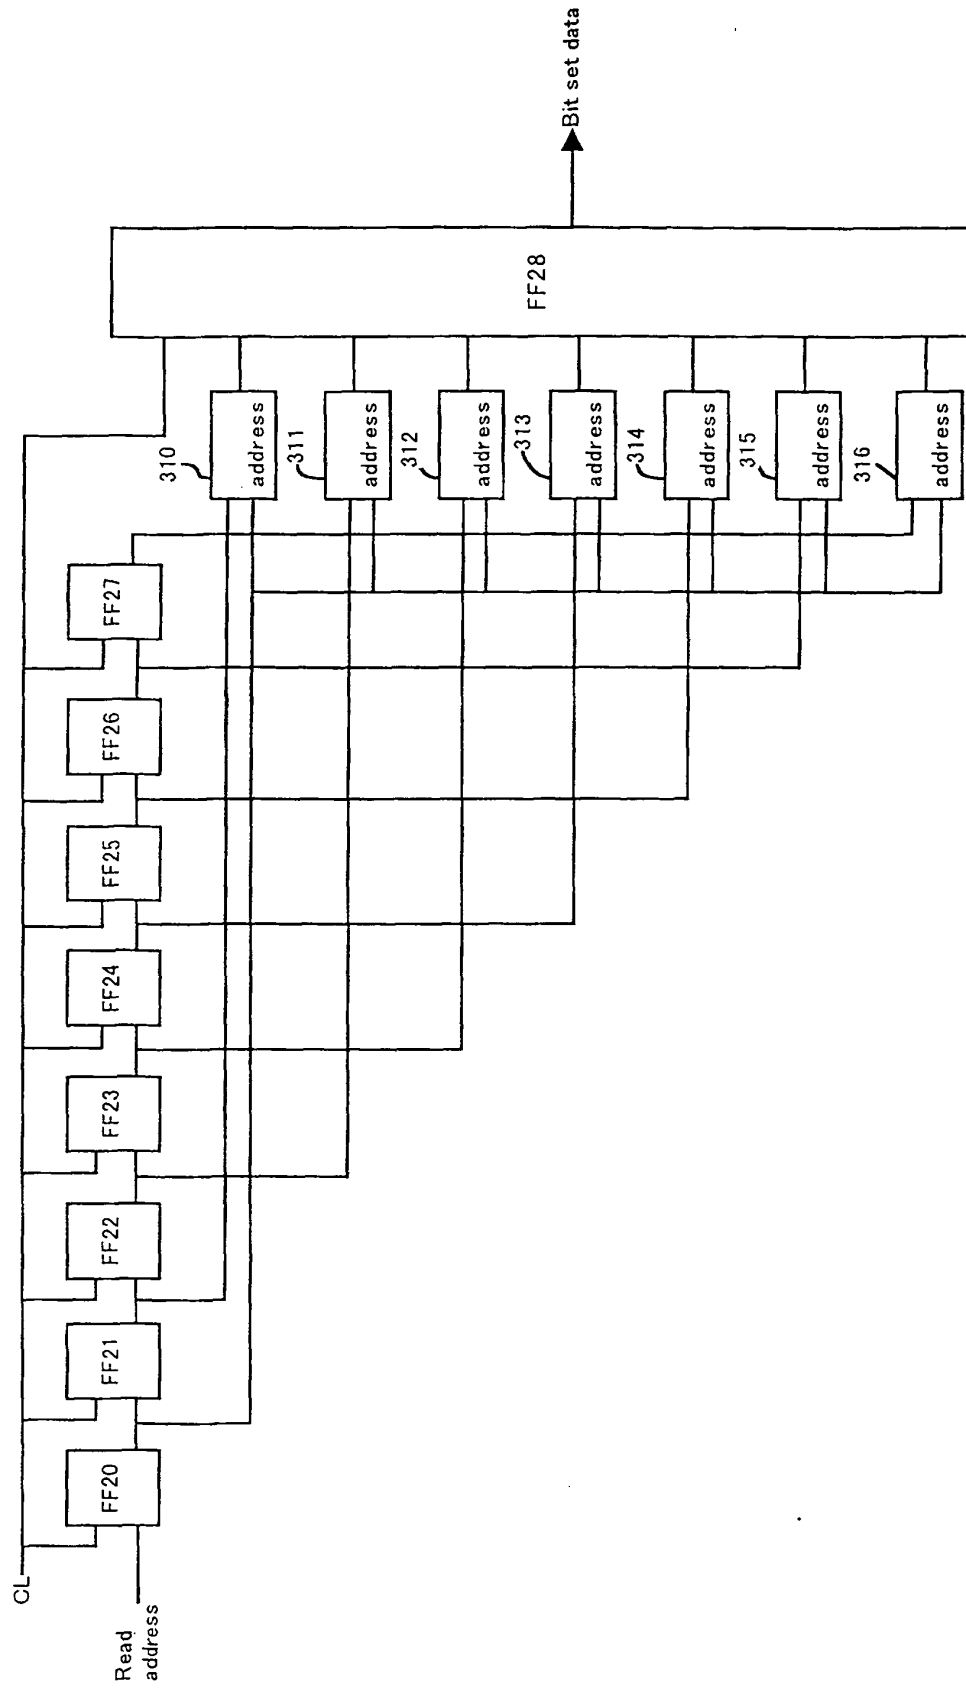 CL
Read
address
FF20
FF21
FF22
FF23
FF24
FF25
FF26
FF27
310
address
311
address
312
address
313
address
314
address
315
address
316
address
FF28
Bit set data